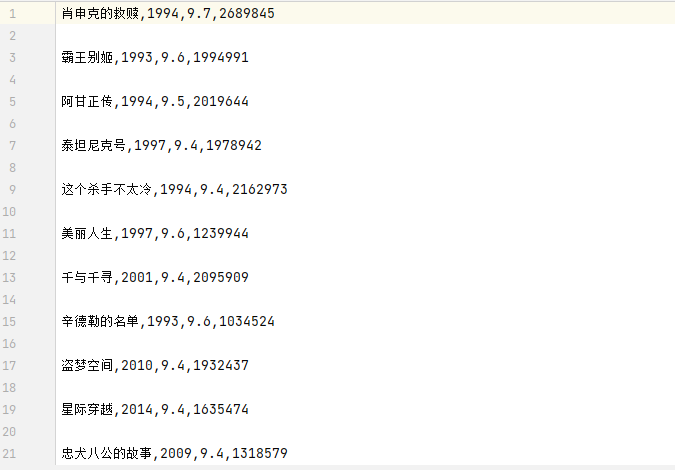 1 肖申克的救赎,1994,9.7,2689845
2
3 霸王别姬,1993,9.6,1994991
4
5 阿甘正传,1994,9.5,2019644
6
7 泰坦尼克号,1997,9.4,1978942
8
9 这个杀手不太冷,1994,9.4,2162973
10
11 美丽人生,1997,9.6,1239944
12
13 千与千寻,2001,9.4,2095909
14
15 辛德勒的名单,1993,9.6,1034524
16
17 盗梦空间,2010,9.4,1932437
18
19 星际穿越,2014,9.4,1635474
20
21 忠犬八公的故事,2009,9.4,1318579